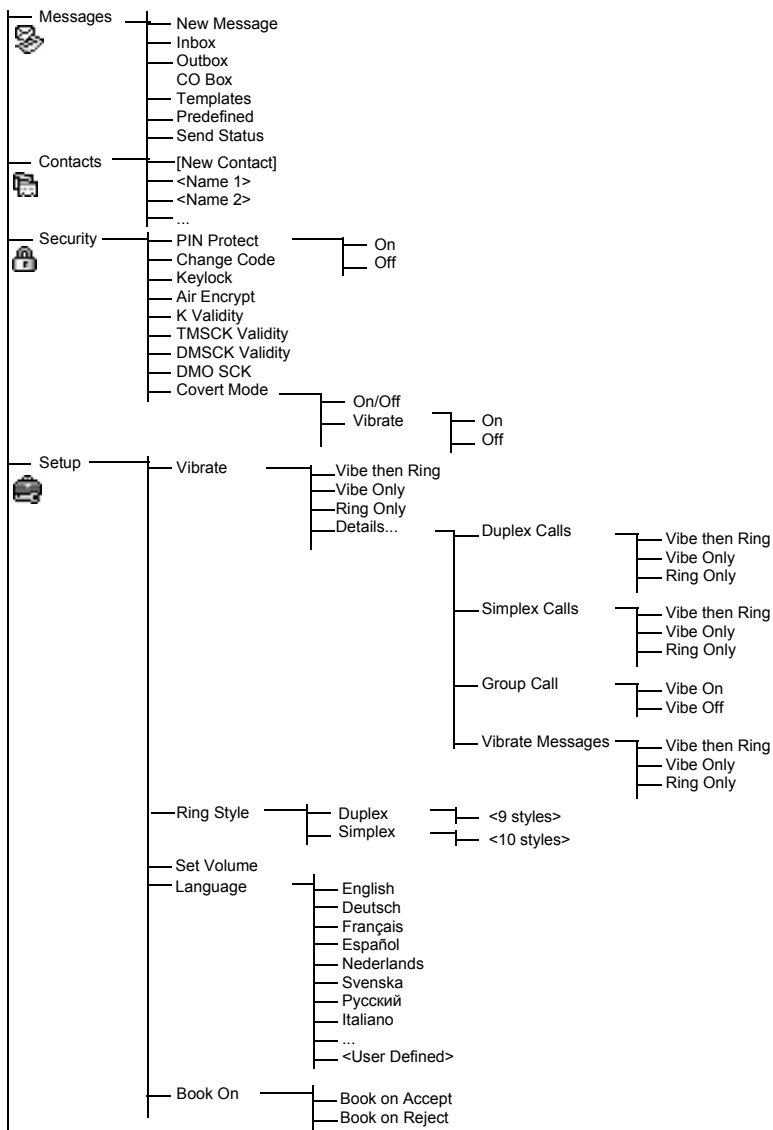 Messages
New Message
Inbox
Outbox
CO Box
Templates
Predefined
Send Status
Contacts
[New Contact]
<Name 1>
<Name 2>
...
Security
PIN Protect
On
Off
Change Code
Keylock
Air Encrypt
K Validity
TMSCK Validity
DMSCK Validity
DMO SCK
Covert Mode
On/Off
Vibrate
On
Off
Setup
Vibrate
Vibe then Ring
Vibe Only
Ring Only
Details...
Duplex Calls
Vibe then Ring
Vibe Only
Ring Only
Simplex Calls
Vibe then Ring
Vibe Only
Ring Only
Group Call
Vibe On
Vibe Off
Vibrate Messages
Vibe then Ring
Vibe Only
Ring Only
Ring Style
Duplex
<9 styles>
Simplex
<10 styles>
Set Volume
Language
English
Deutsch
Français
Español
Nederlands
Svenska
Русский
Italiano
...
<User Defined>
Book On
Book on Accept
Book on Reject